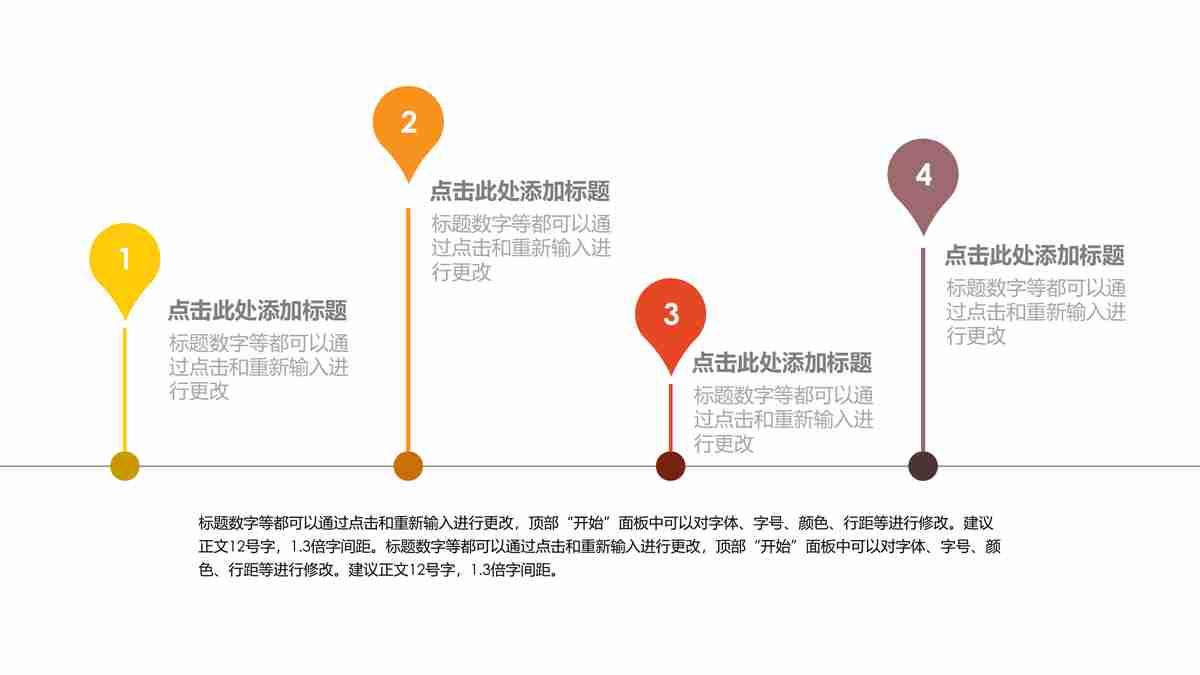 1
点击此处添加标题
标题数字等都可以通
过点击和重新输入进
行更改
2
点击此处添加标题
标题数字等都可以通
过点击和重新输入进
行更改
3
点击此处添加标题
标题数字等都可以通
过点击和重新输入进
行更改
4
点击此处添加标题
标题数字等都可以通
过点击和重新输入进
行更改
标题数字等都可以通过点击和重新输入进行更改，顶部“开始”面板中可以对字体、字号、颜色、行距等进行修改。建议
正文12号字，1.3倍字间距。标题数字等都可以通过点击和重新输入进行更改，顶部“开始”面板中可以对字体、字号、颜
色、行距等进行修改。建议正文12号字，1.3倍字间距。